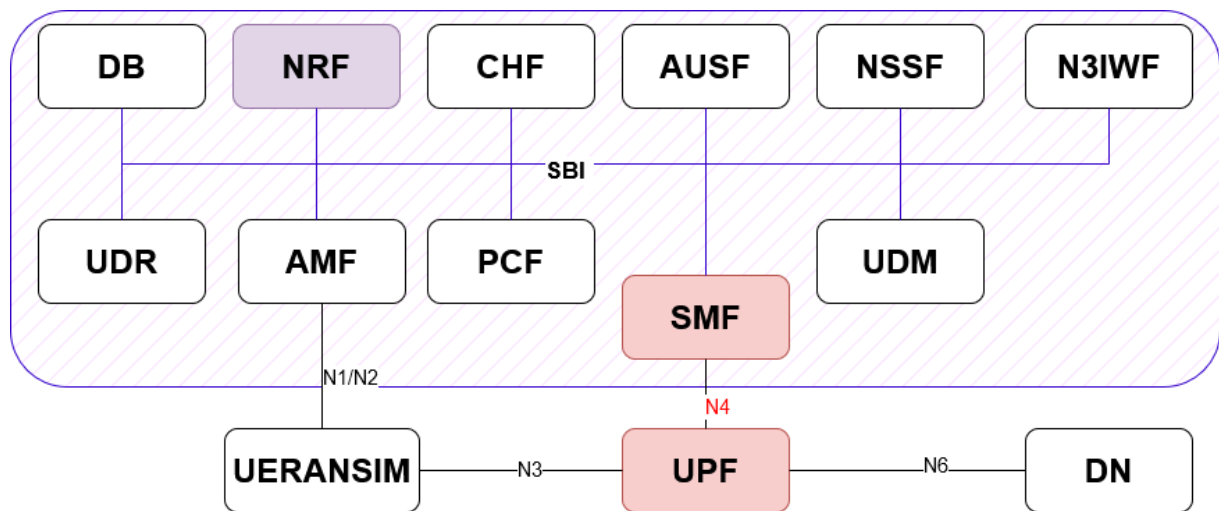 DB
NRF
CHF
AUSF
NSSF
N3IWF
SBI
UDR
AMF
PCF
UDM
SMF
N1/N2
N4
UERANSIM
N3
UPF
N6
DN